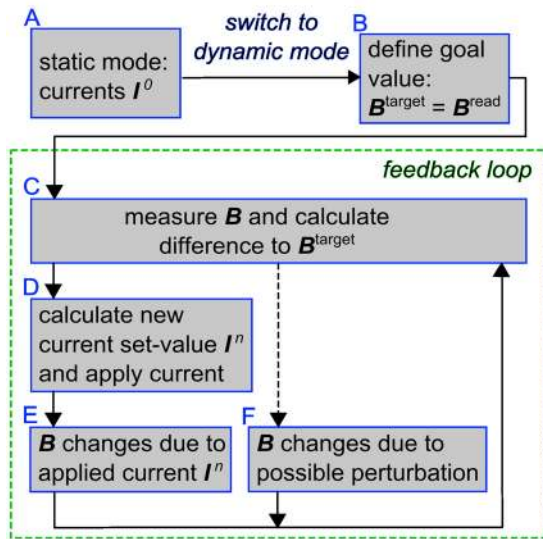 A
static mode:
currents I⁰
switch to
dynamic mode
B
define goal
value:
Bᵗᵃʳᵍᵉᵗ = Bʳᵉᵃᵈ
feedback loop
C
measure B and calculate
difference to Bᵗᵃʳᵍᵉᵗ
D
calculate new
current set-value Iⁿ
and apply current
E
B changes due to
applied current Iⁿ
F
B changes due to
possible perturbation